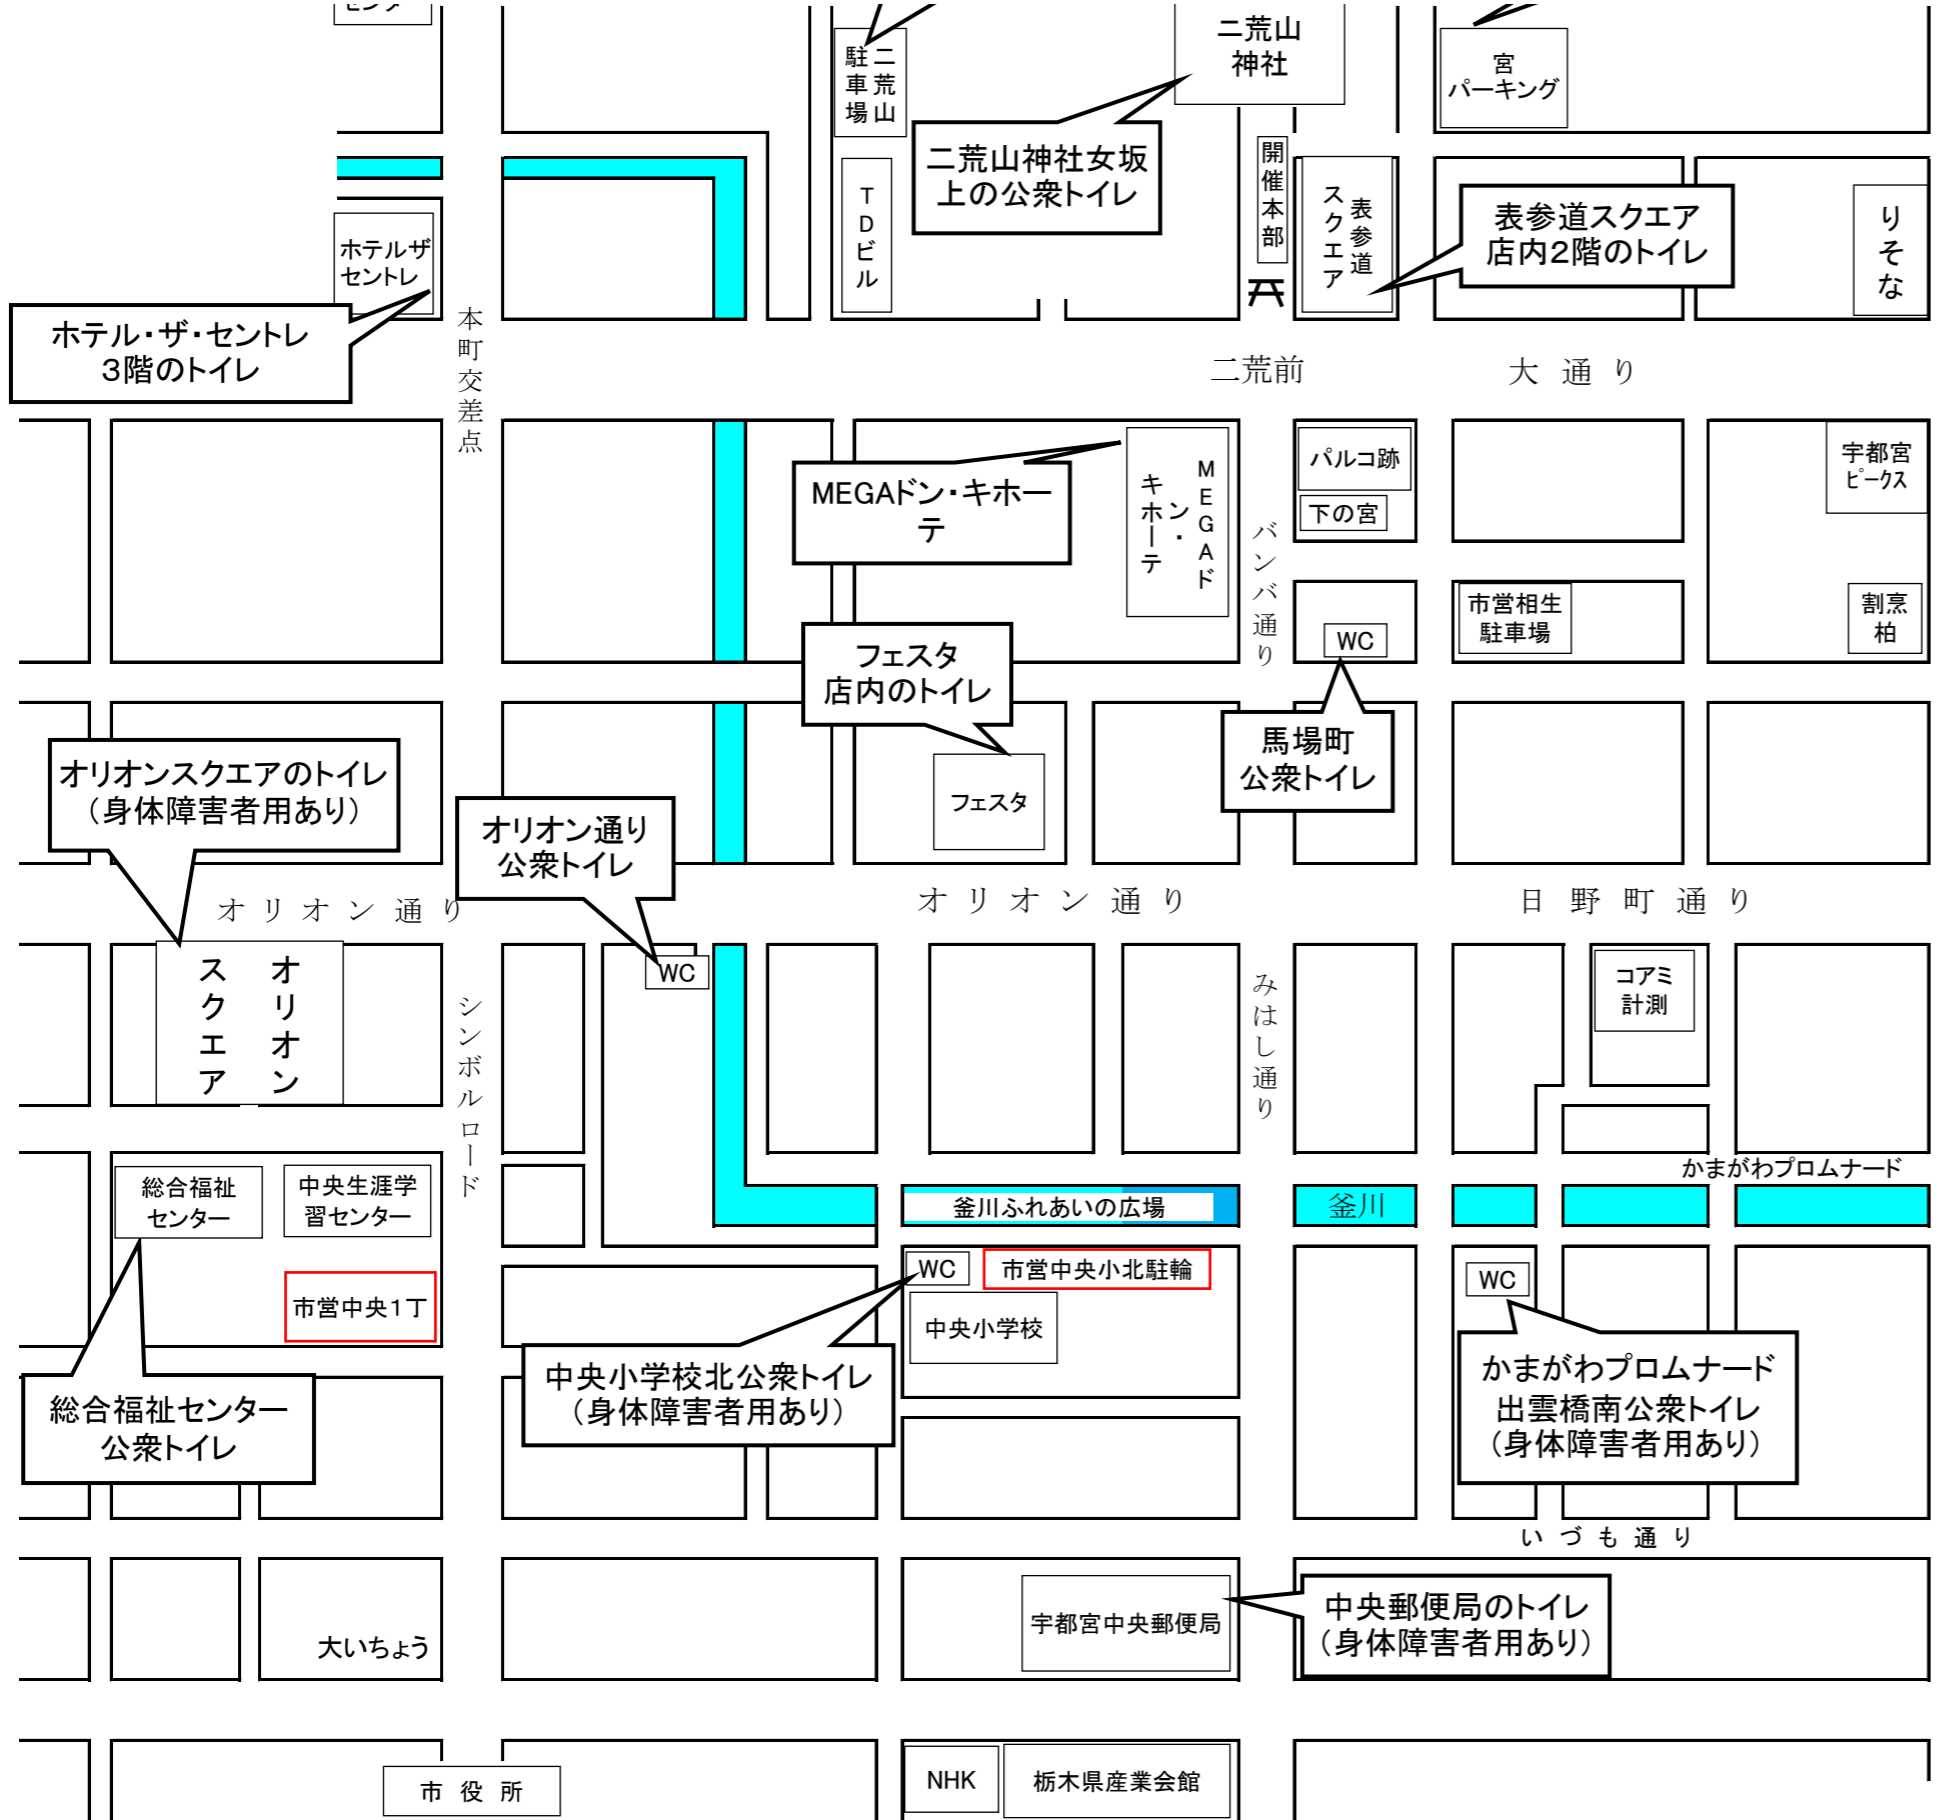 センター
二荒山
駐車場
二荒山
神社
宮
パーキング
二荒山神社女坂
上の公衆トイレ
開催本部
表参道
スクエア
表参道スクエア
店内2階のトイレ
りそな
TDビル
ホテルザ
セントレ
ホテル・ザ・セントレ
3階のトイレ
本町交差点
二荒前
大通り
MEGAドン・キホー
テ
MEGAド
ン・
キホーテ
パルコ跡
下の宮
宇都宮
ピークス
バンバ通り
市営相生
駐車場
割烹
柏
WC
フェスタ
店内のトイレ
馬場町
公衆トイレ
フェスタ
オリオンスクエアのトイレ
（身体障害者用あり）
オリオン通り
公衆トイレ
オリオン通り
オリオン通り
日野町通り
オリオン
スクエア
WC
シンボルロード
みはし通り
コアミ
計測
かまがわプロムナード
総合福祉
センター
中央生涯学
習センター
釜川ふれあいの広場
釜川
市営中央1丁
WC
市営中央小北駐輪
中央小学校
WC
総合福祉センター
公衆トイレ
中央小学校北公衆トイレ
（身体障害者用あり）
かまがわプロムナード
出雲橋南公衆トイレ
（身体障害者用あり）
いづも通り
大いちょう
宇都宮中央郵便局
中央郵便局のトイレ
（身体障害者用あり）
市役所
NHK
栃木県産業会館